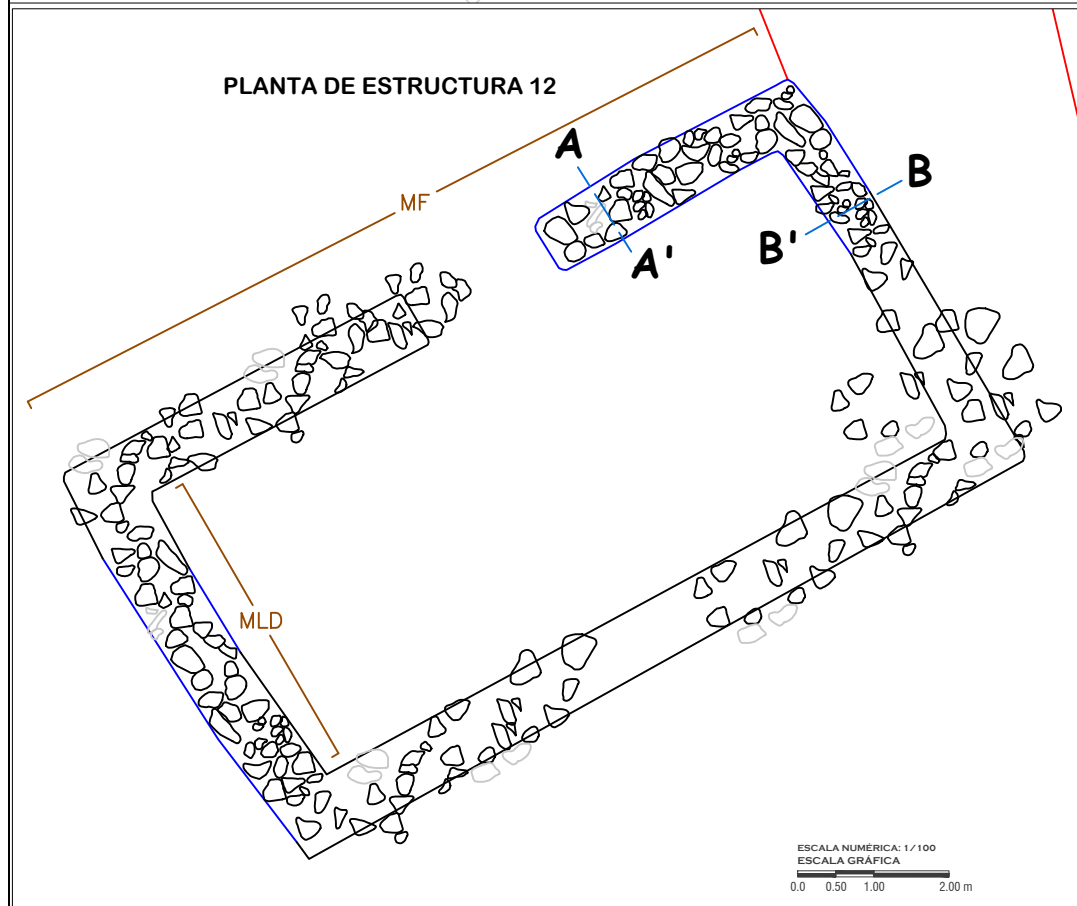 PLANTA DE ESTRUCTURA 12
A
B
MF
A'
B'
MLD
ESCALA NUMÉRICA: 1/100
ESCALA GRÁFICA
0.0 0.50 1.00 2.00 m